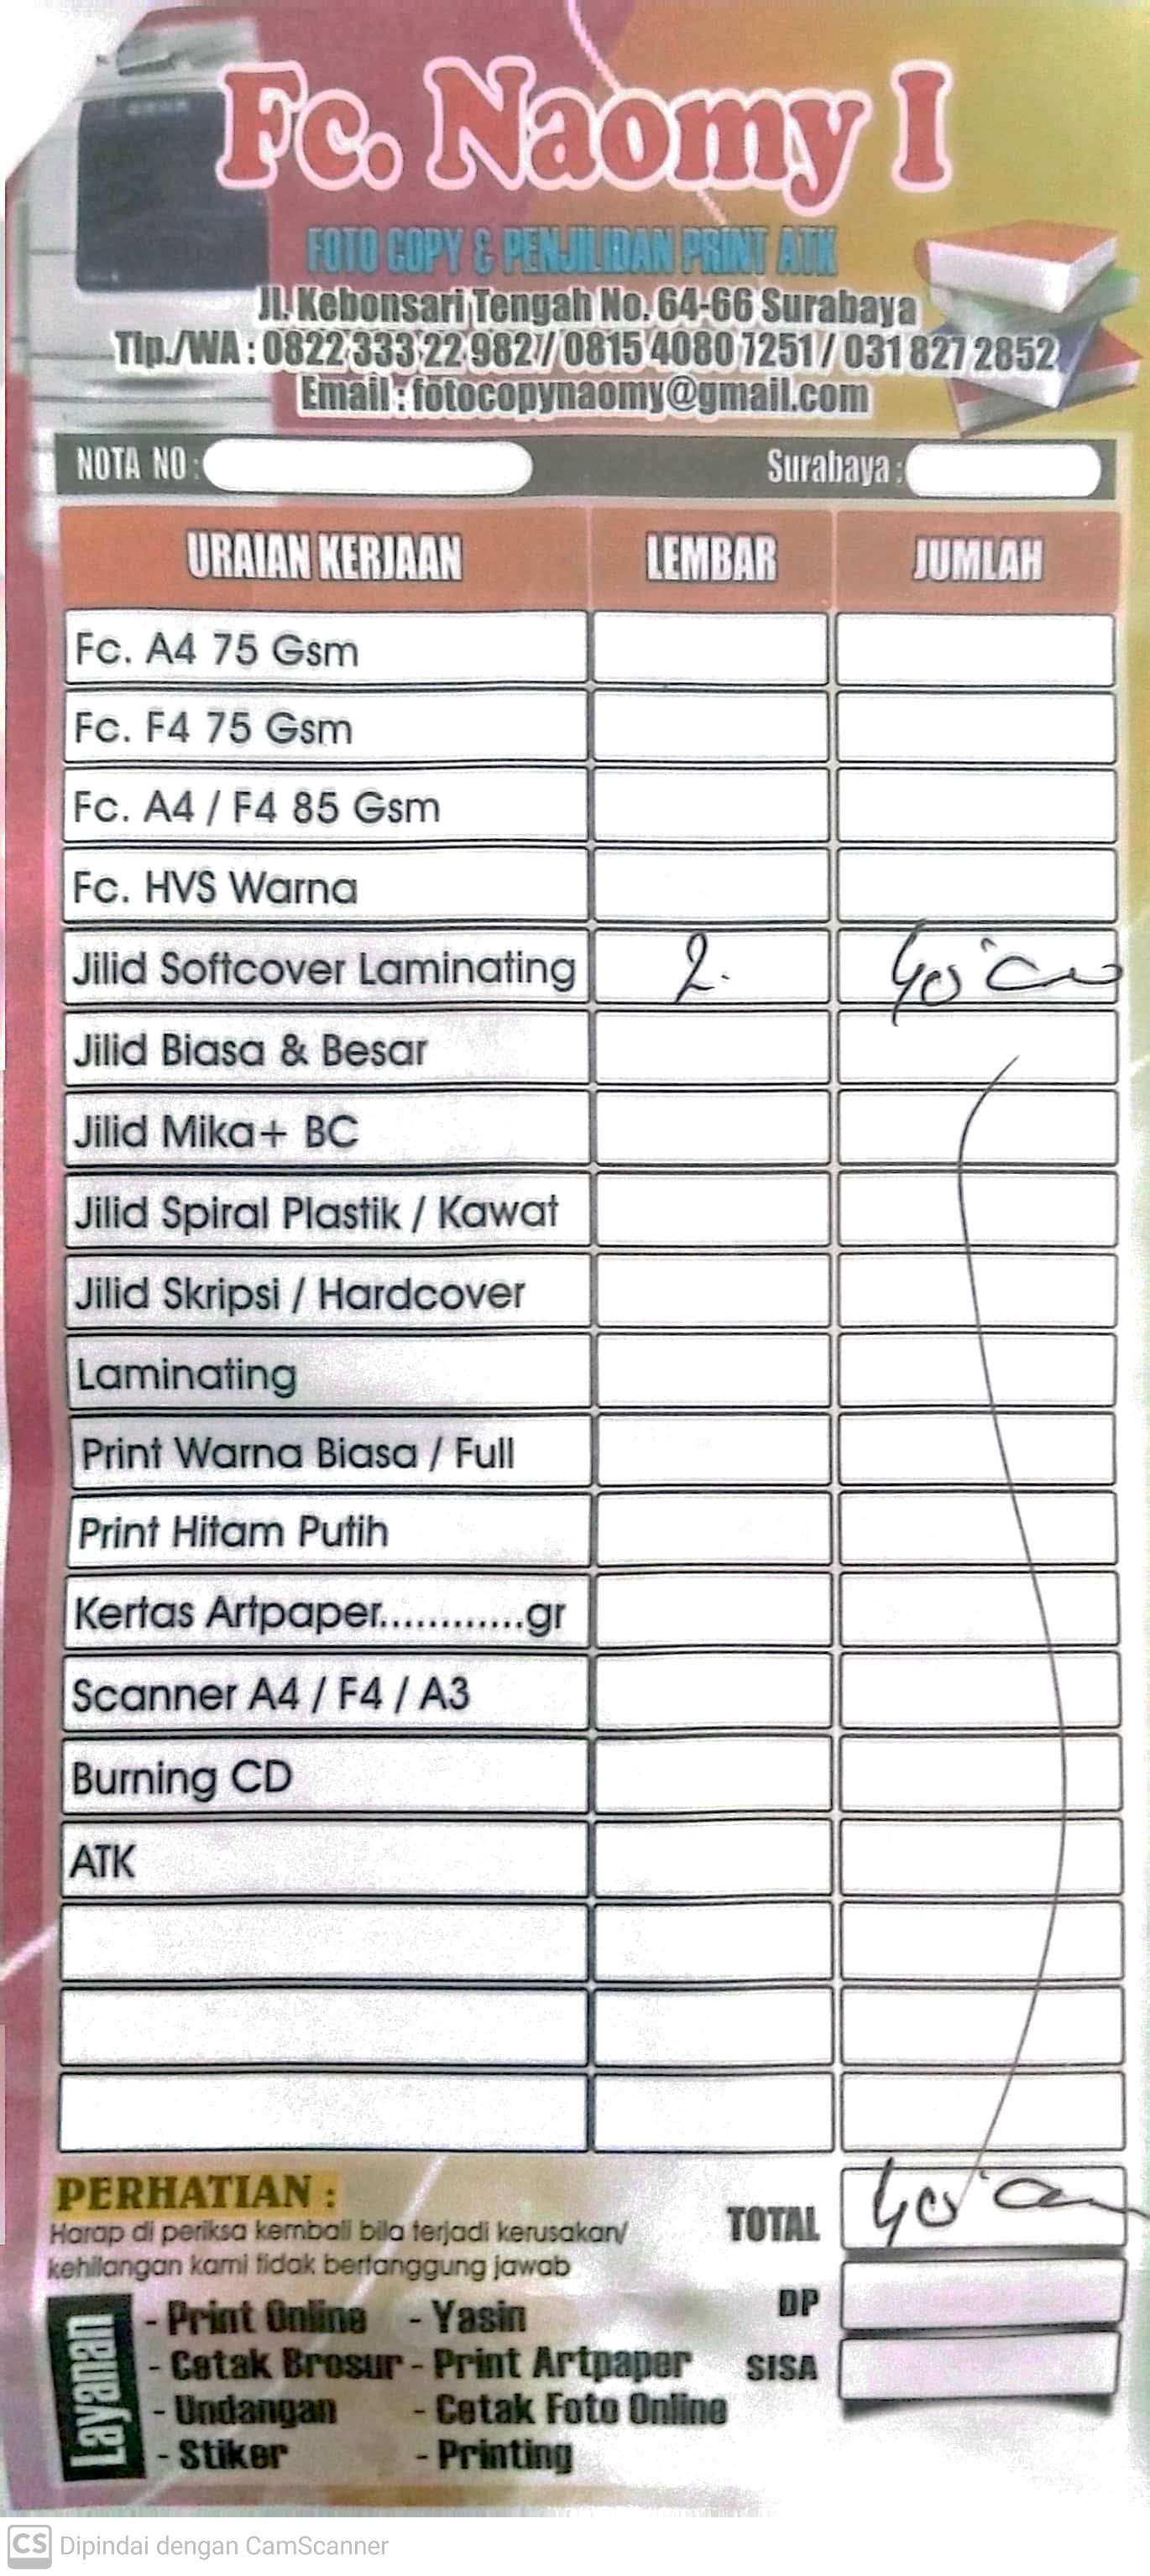 Fc. Naomy I
FOTO COPY & PENJILIDAN PRINT ATK
Jl. Kebonsari Tengah No. 64-66 Surabaya
Tlp./WA : 0822 333 22 982 / 0815 4080 7251 / 031 827 2852
Email : fotocopynaomy@gmail.com
NOTA NO : Surabaya :
URAIAN KERJAAN LEMBAR JUMLAH
Fc. A4 75 Gsm
Fc. F4 75 Gsm
Fc. A4 / F4 85 Gsm
Fc. HVS Warna
Jilid Softcover Laminating 2.
Jilid Biasa & Besar
Jilid Mika+ BC
Jilid Spiral Plastik / Kawat
Jilid Skripsi / Hardcover
Laminating
Print Warna Biasa / Full
Print Hitam Putih
Kertas Artpaper............gr
Scanner A4 / F4 / A3
Burning CD
ATK
PERHATIAN :
Harap di periksa kembali bila terjadi kerusakan/
kehilangan kami tidak bertanggung jawab
TOTAL
DP
SISA
Layanan
- Print Online - Yasin
- Cetak Brosur - Print Artpaper
- Undangan - Cetak Foto Online
- Stiker - Printing
CS Dipindai dengan CamScanner